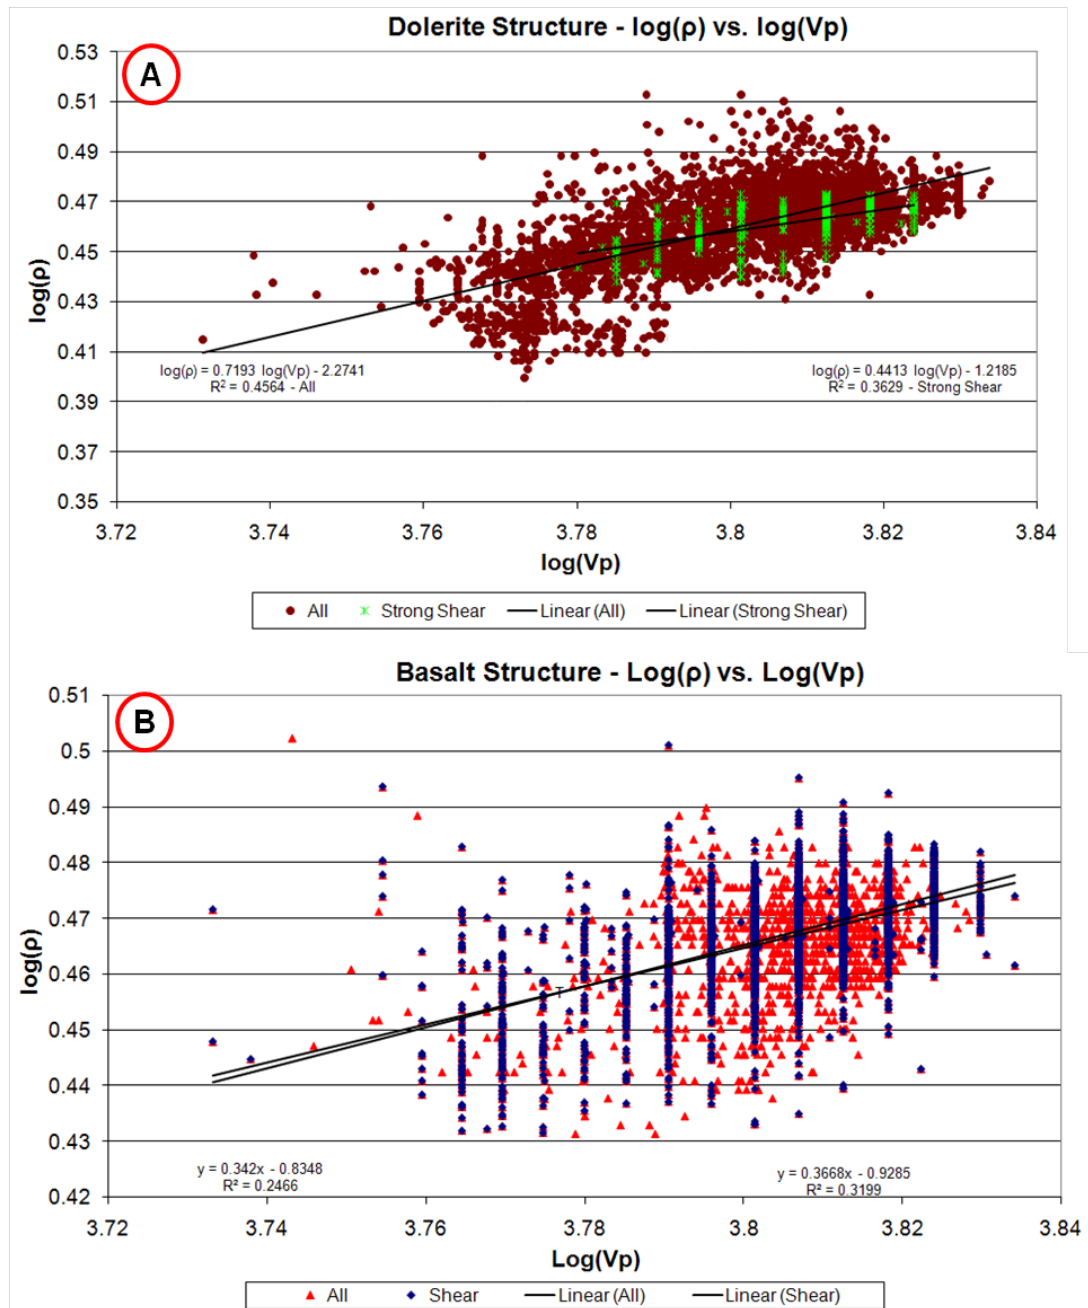 Dolerite Structure - log(ρ) vs. log(Vp)
A
0.53
0.51
0.49
0.47
0.45
0.43
0.41
0.39
0.37
0.35
log(ρ)
log(ρ) = 0.7193 log(Vp) - 2.2741
R² = 0.4564 - All
log(ρ) = 0.4413 log(Vp) - 1.2185
R² = 0.3629 - Strong Shear
3.72 3.74 3.76 3.78 3.8 3.82 3.84
log(Vp)
All Strong Shear Linear (All) Linear (Strong Shear)
Basalt Structure - Log(ρ) vs. Log(Vp)
B
0.51
0.5
0.49
0.48
0.47
0.46
0.45
0.44
0.43
0.42
log(ρ)
y = 0.342x - 0.8348
R² = 0.2466
y = 0.3668x - 0.9285
R² = 0.3199
3.72 3.74 3.76 3.78 3.8 3.82 3.84
Log(Vp)
All Shear Linear (All) Linear (Shear)